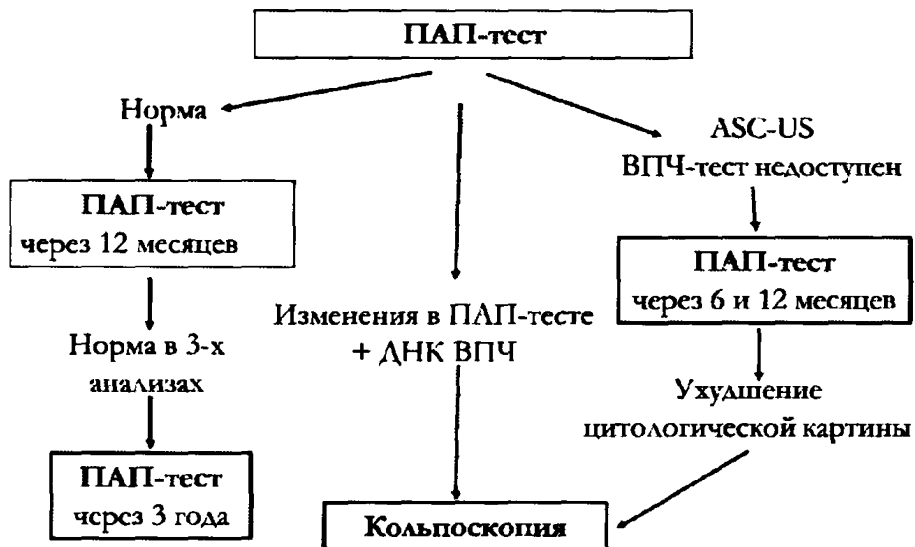 ПАП-тест
Норма
ПАП-тест
через 12 месяцев
Норма в 3-х
анализах
ПАП-тест
через 3 года
Изменения в ПАП-тесте
+ ДНК ВПЧ
Кольпоскопия
ASC-US
ВПЧ-тест недоступен
ПАП-тест
через 6 и 12 месяцев
Ухудшение
цитологической картины